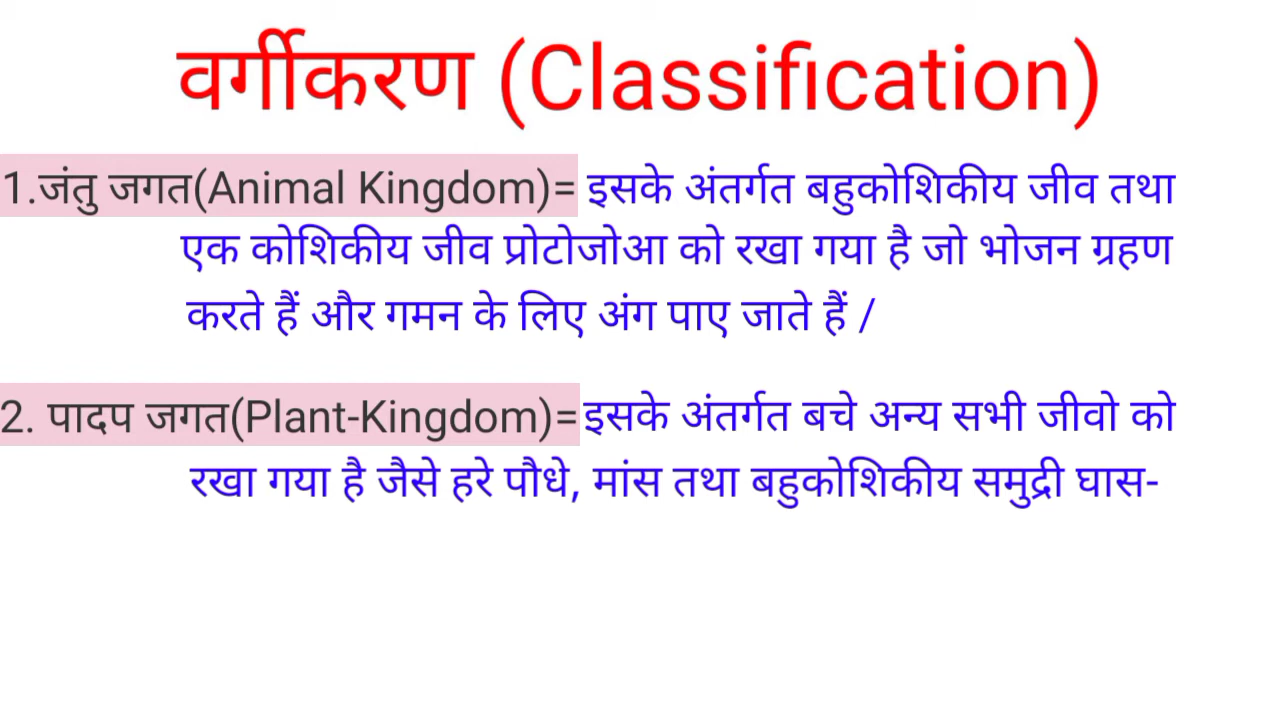 वर्गीकरण (Classification)
1.जंतु जगत(Animal Kingdom)= इसके अंतर्गत बहुकोशिकीय जीव तथा
एक कोशिकीय जीव प्रोटोजोआ को रखा गया है जो भोजन ग्रहण
करते हैं और गमन के लिए अंग पाए जाते हैं /
2. पादप जगत(Plant-Kingdom)= इसके अंतर्गत बचे अन्य सभी जीवो को
रखा गया है जैसे हरे पौधे, मांस तथा बहुकोशिकीय समुद्री घास-